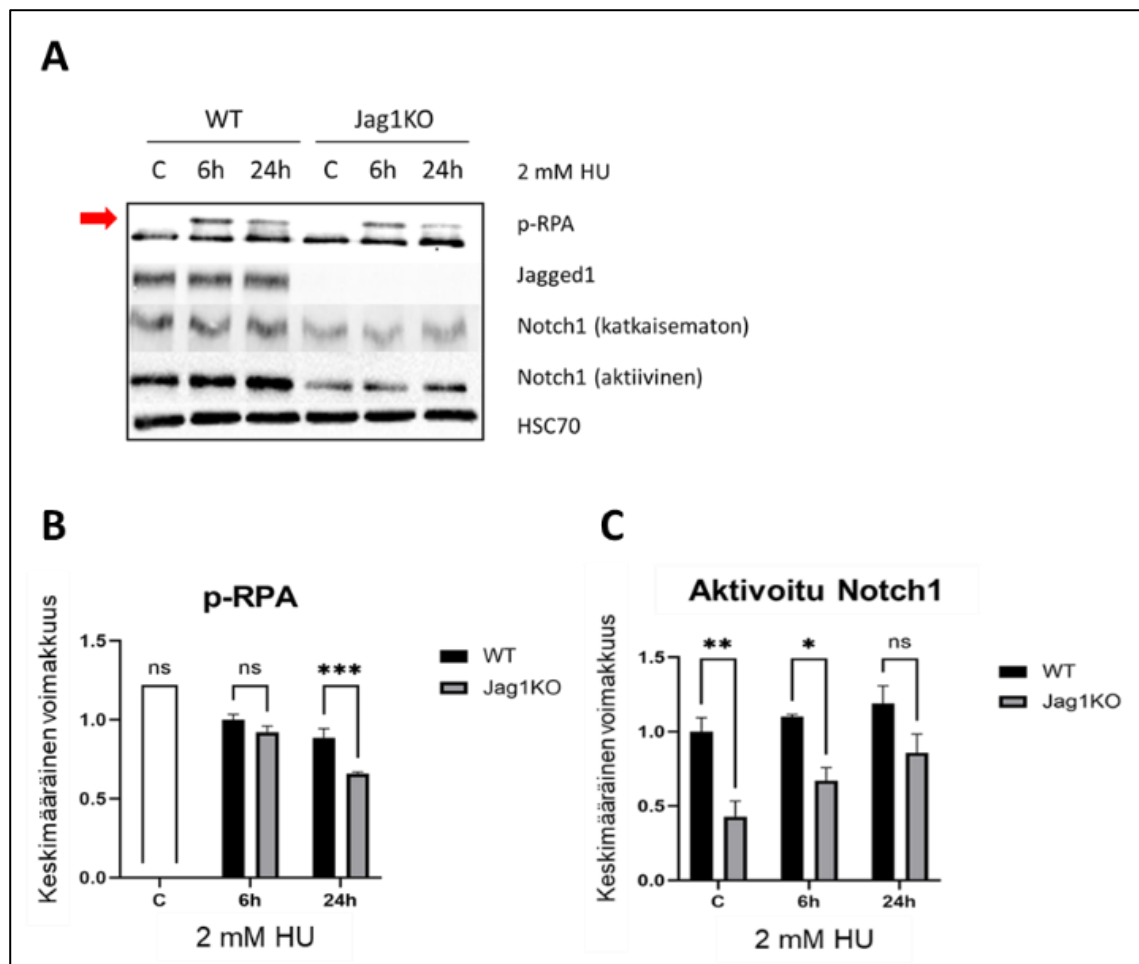 A
WT Jag1KO
C 6h 24h C 6h 24h 2 mM HU
p-RPA
Jagged1
Notch1 (katkaisematon)
Notch1 (aktiivinen)
HSC70
B
p-RPA
Keskimääräinen voimakkuus
1.5
1.0
0.5
0.0
ns ns ***
WT
Jag1KO
C 6h 24h
2 mM HU
C
Aktivoitu Notch1
Keskimääräinen voimakkuus
1.5
1.0
0.5
0.0
** * ns
WT
Jag1KO
C 6h 24h
2 mM HU